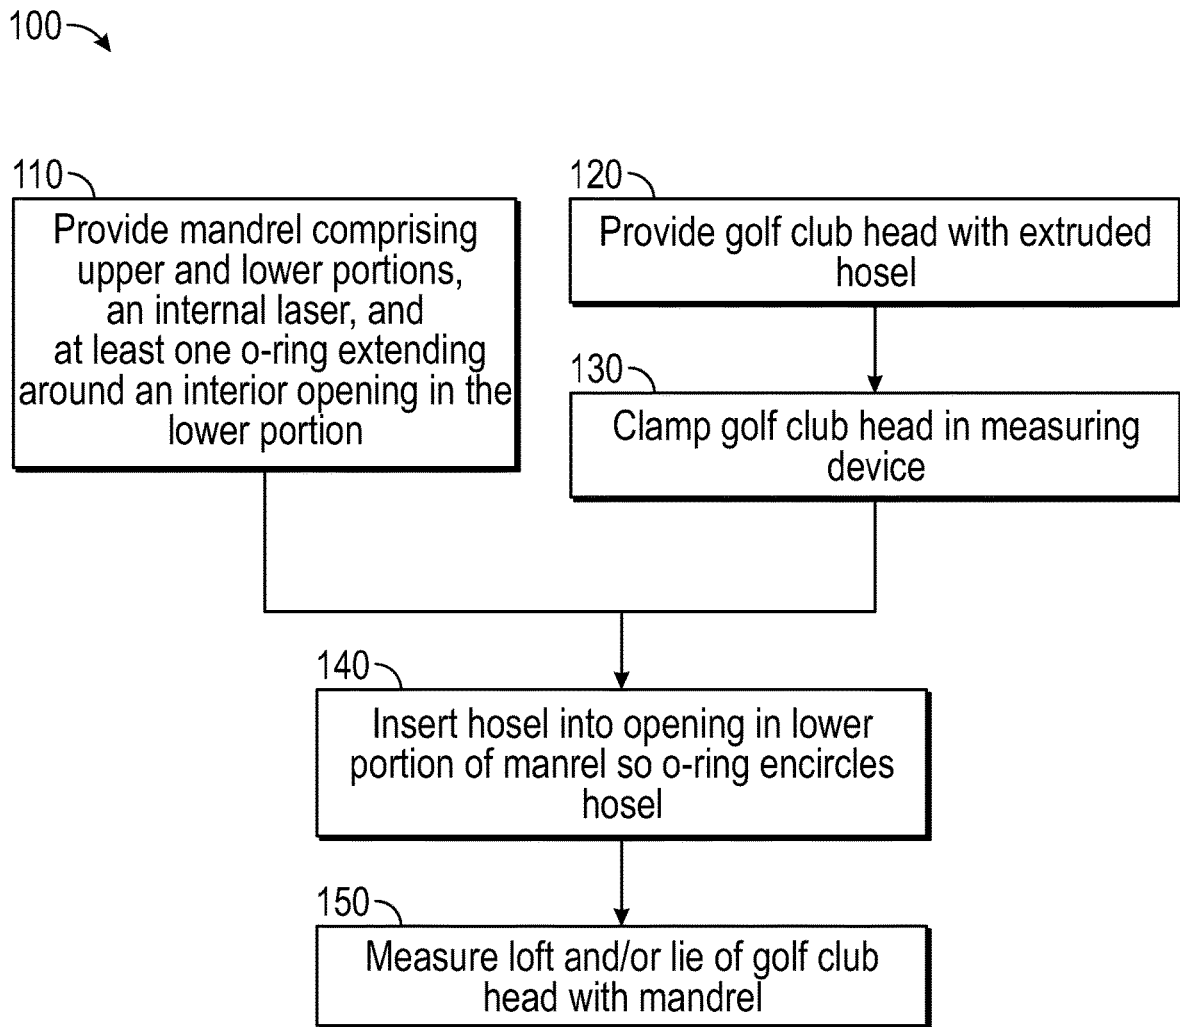 100
110
Provide mandrel comprising
upper and lower portions,
an internal laser, and
at least one o-ring extending
around an interior opening in the
lower portion
120
Provide golf club head with extruded
hosel
130
Clamp golf club head in measuring
device
140
Insert hosel into opening in lower
portion of manrel so o-ring encircles
hosel
150
Measure loft and/or lie of golf club
head with mandrel